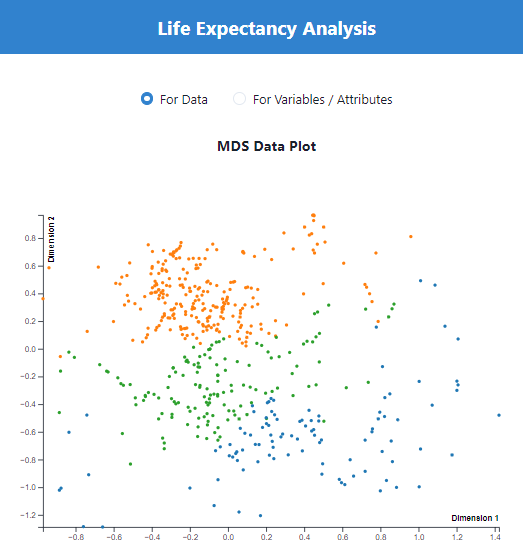 Life Expectancy Analysis
For Data
For Variables / Attributes
MDS Data Plot
Dimension 2
0.8
0.6
0.4
0.2
0.0
−0.2
−0.4
−0.6
−0.8
−1.0
−1.2
Dimension 1
−0.8 −0.6 −0.4 −0.2 0.0 0.2 0.4 0.6 0.8 1.0 1.2 1.4